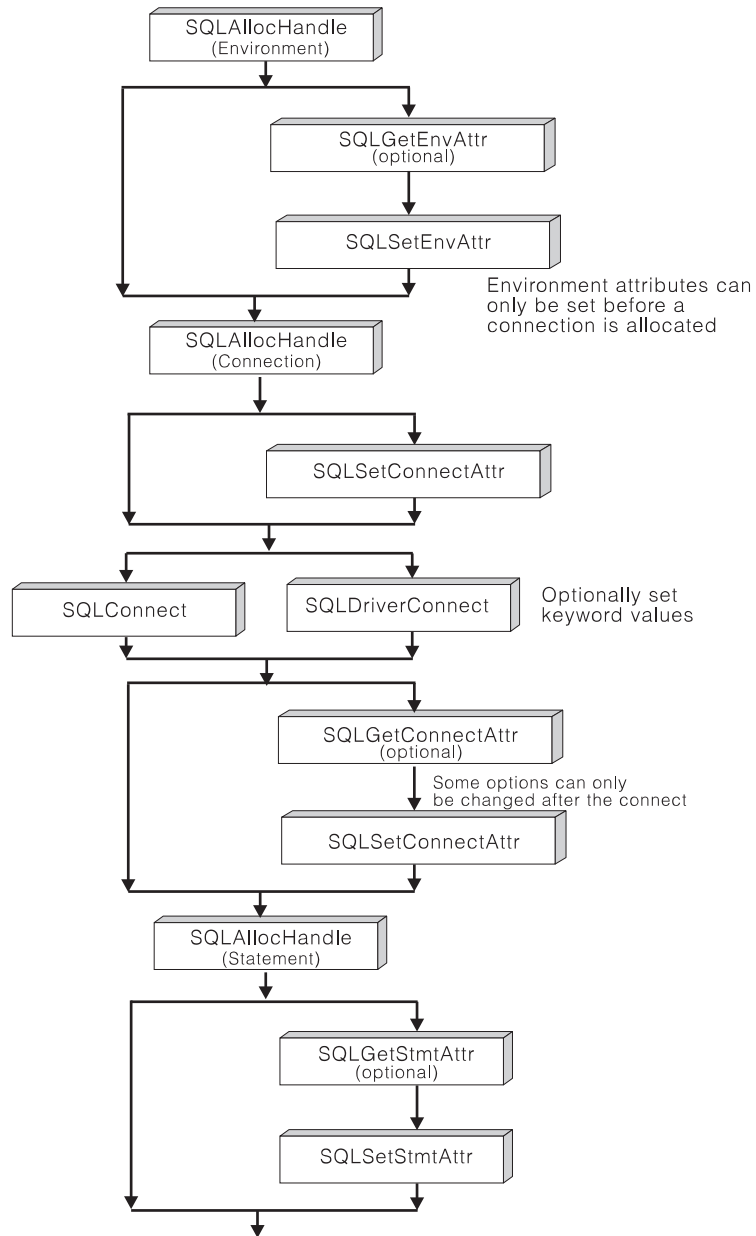 SQLAllocHandle
(Environment)
SQLGetEnvAttr
(optional)
SQLSetEnvAttr
Environment attributes can
only be set before a
connection is allocated
SQLAllocHandle
(Connection)
SQLSetConnectAttr
SQLConnect
SQLDriverConnect
Optionally set
keyword values
SQLGetConnectAttr
(optional)
Some options can only
be changed after the connect
SQLSetConnectAttr
SQLAllocHandle
(Statement)
SQLGetStmtAttr
(optional)
SQLSetStmtAttr